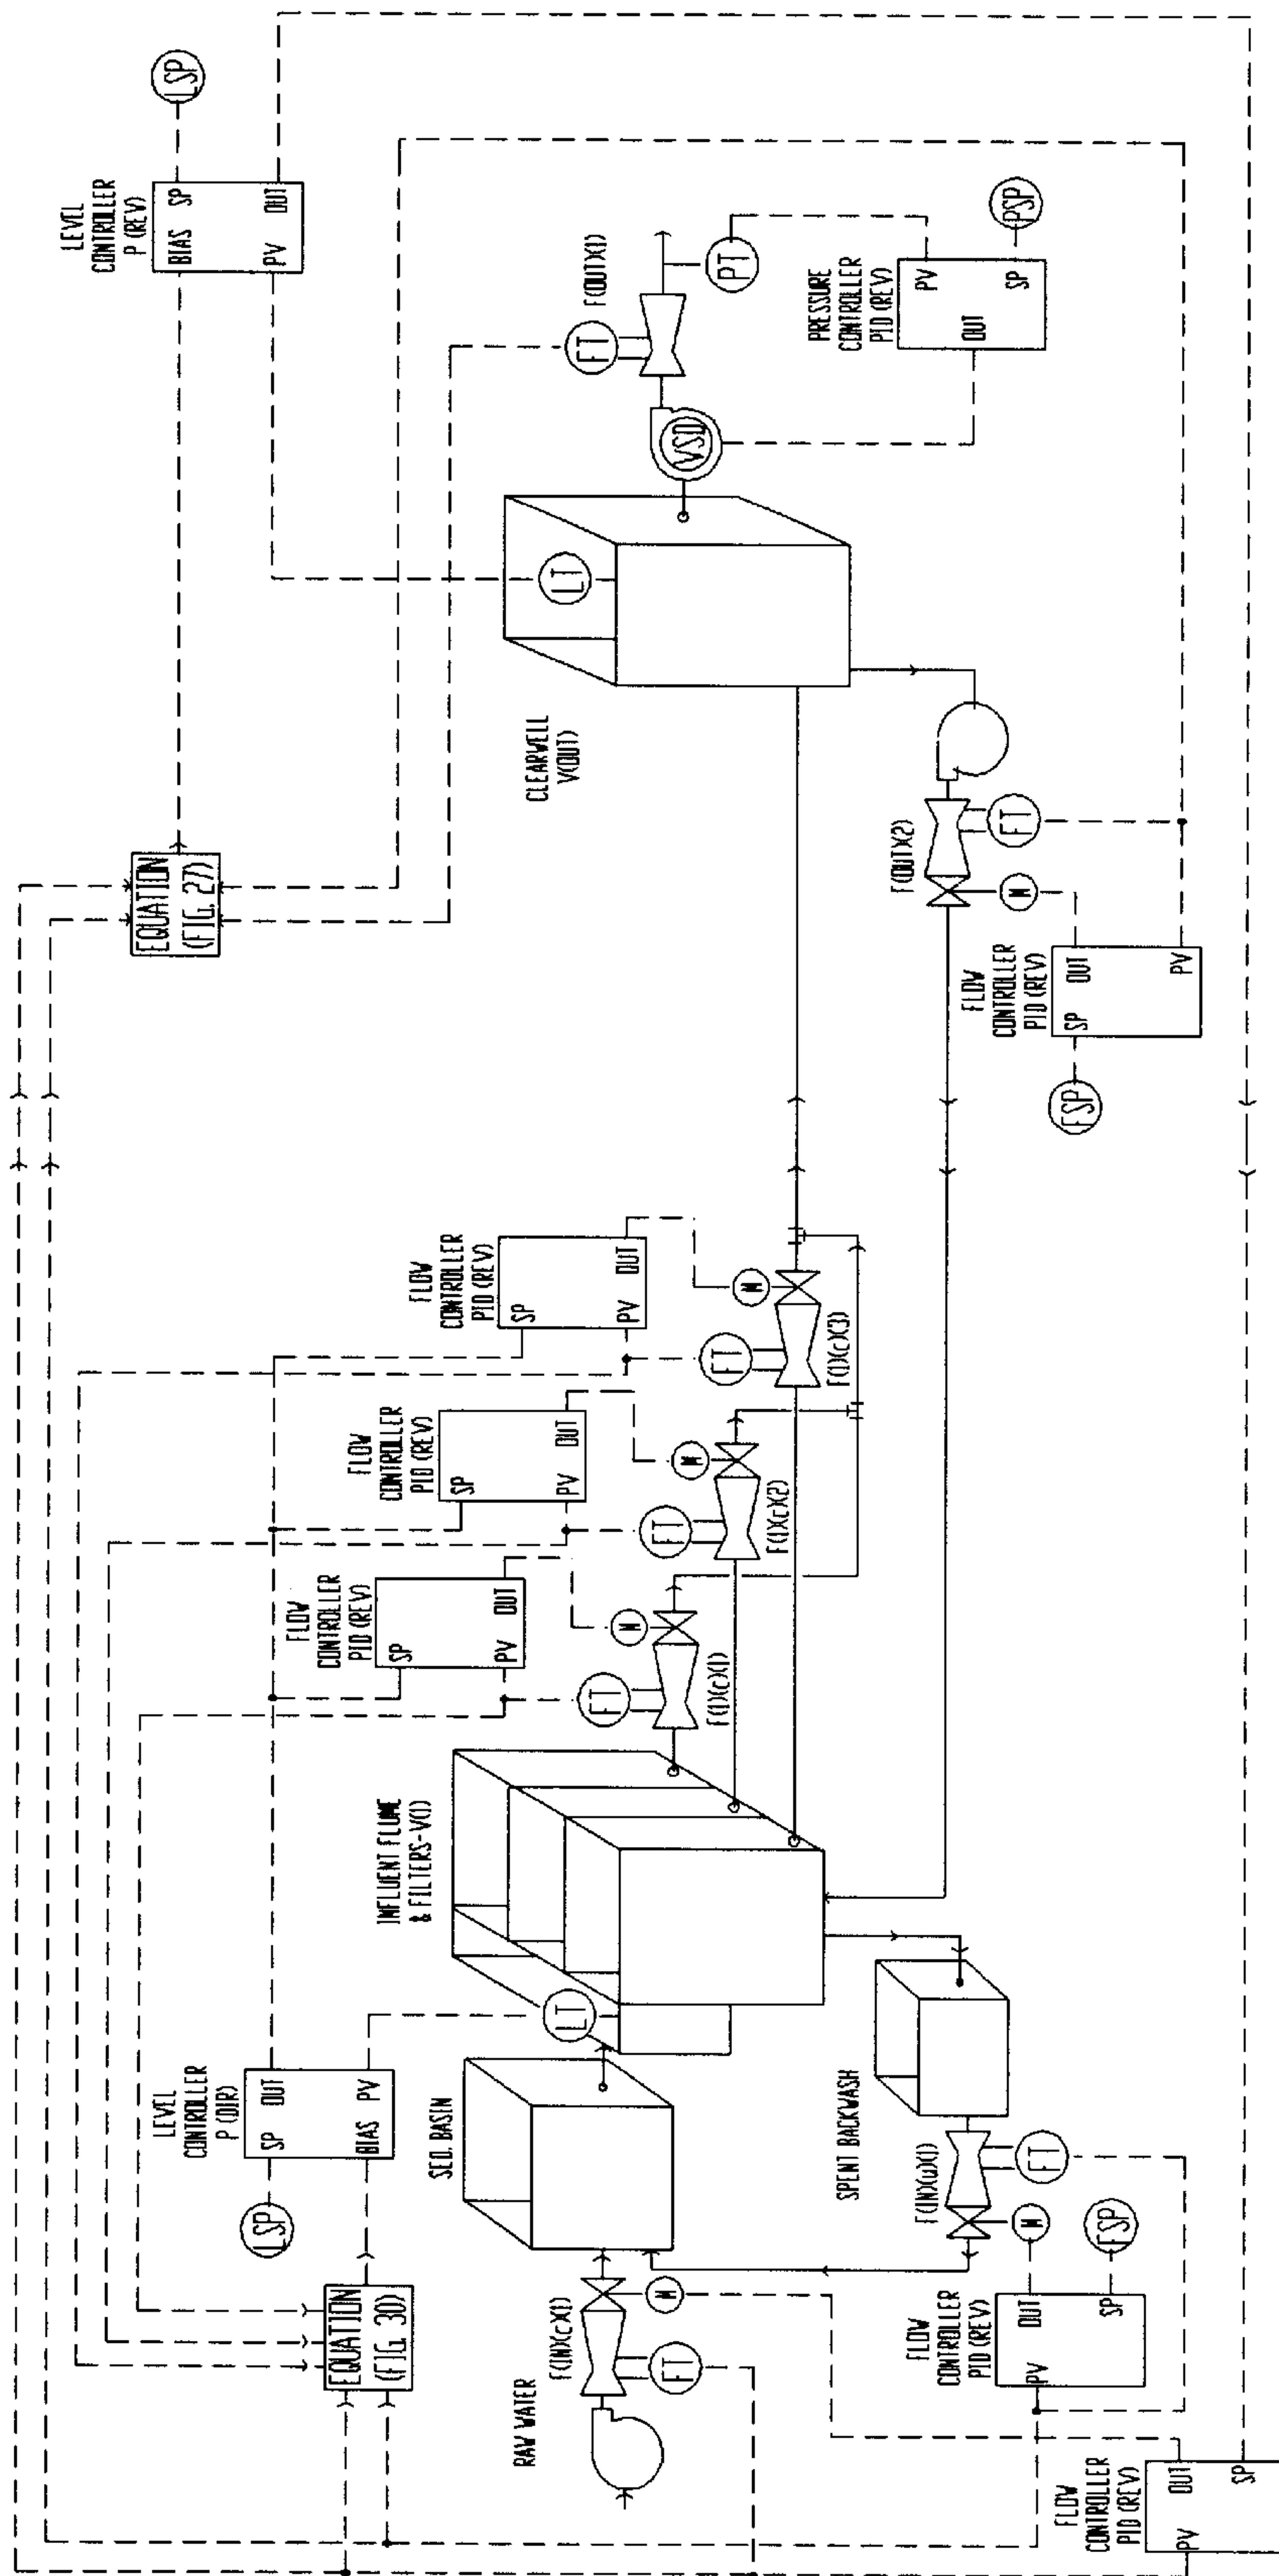 LEVEL
CONTROLLER
P (REV)
BIAS SP
PV OUT
LSP
EQUATION
(FIG. 27)
FT
F(OUT)(1)
PT
VSD
PRESSURE
CONTROLLER
PID (REV)
PV
OUT
SP
PSP
LT
CLEARWELL
V(OUT)
F(OUT)(2)
FT
M
FLOW
CONTROLLER
PID (REV)
SP OUT
PV
FSP
FLOW
CONTROLLER
PID (REV)
SP
PV OUT
M
FT
F(1)(c)(3)
FLOW
CONTROLLER
PID (REV)
SP
PV OUT
M
FT
F(1)(c)(2)
FLOW
CONTROLLER
PID (REV)
SP
PV OUT
M
FT
F(1)(c)(1)
INFLUENT FLUME
& FILTERS-V(1)
LT
LEVEL
CONTROLLER
P (DIR)
SP OUT
BIAS PV
LSP
EQUATION
(FIG. 30)
SED. BASIN
SPENT BACKWASH
F(IN)(u)(1)
FT
M
FSP
FLOW
CONTROLLER
PID (REV)
OUT
PV
SP
F(IN)(c)(1)
M
FT
RAW WATER
FLOW
CONTROLLER
PID (REV)
OUT
PV
SP